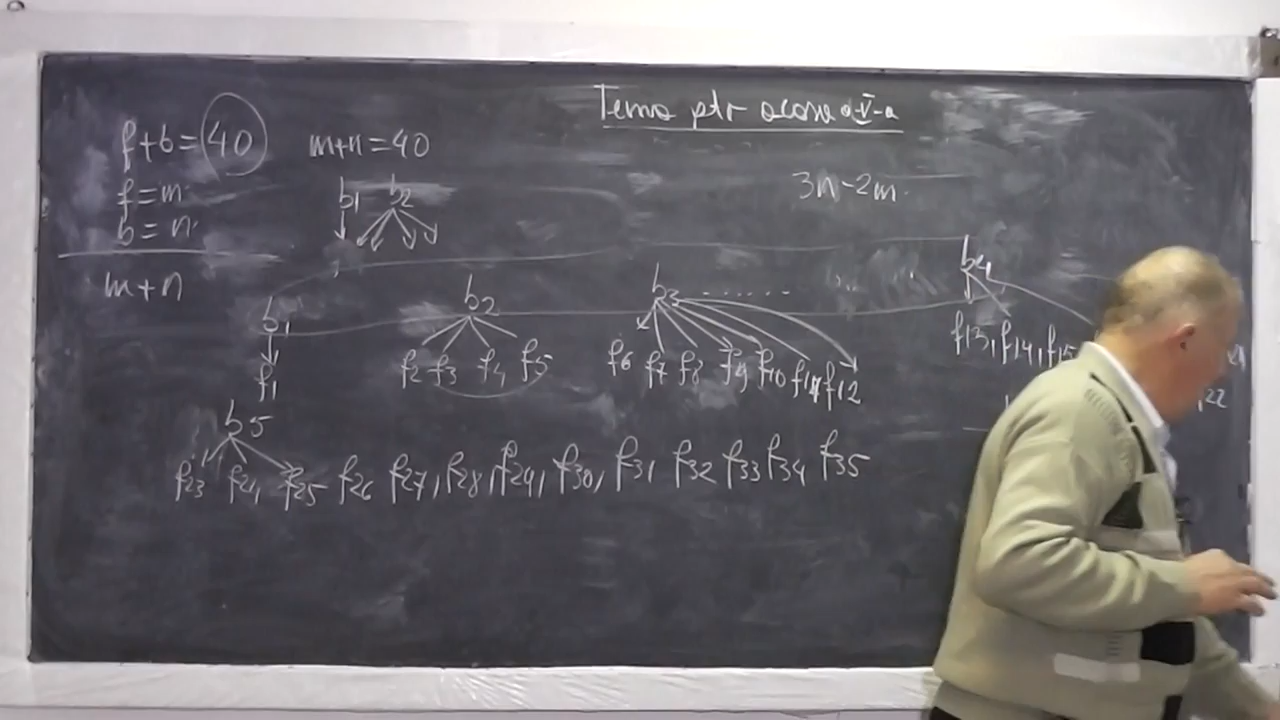 Tema ptr acasa a V-a
f+b=40 m+n=40
f=m
b=n
m+n
b1 b2
3n-2m
b1 b2 b3 ........ b4
f1
f2 f3 f4 f5
f6 f7 f8 f9 f10 f11 f12
f13, f14, f15
22
b5
f23 f24, f25 f26 f27, f28, f29, f30, f31 f32 f33 f34 f35